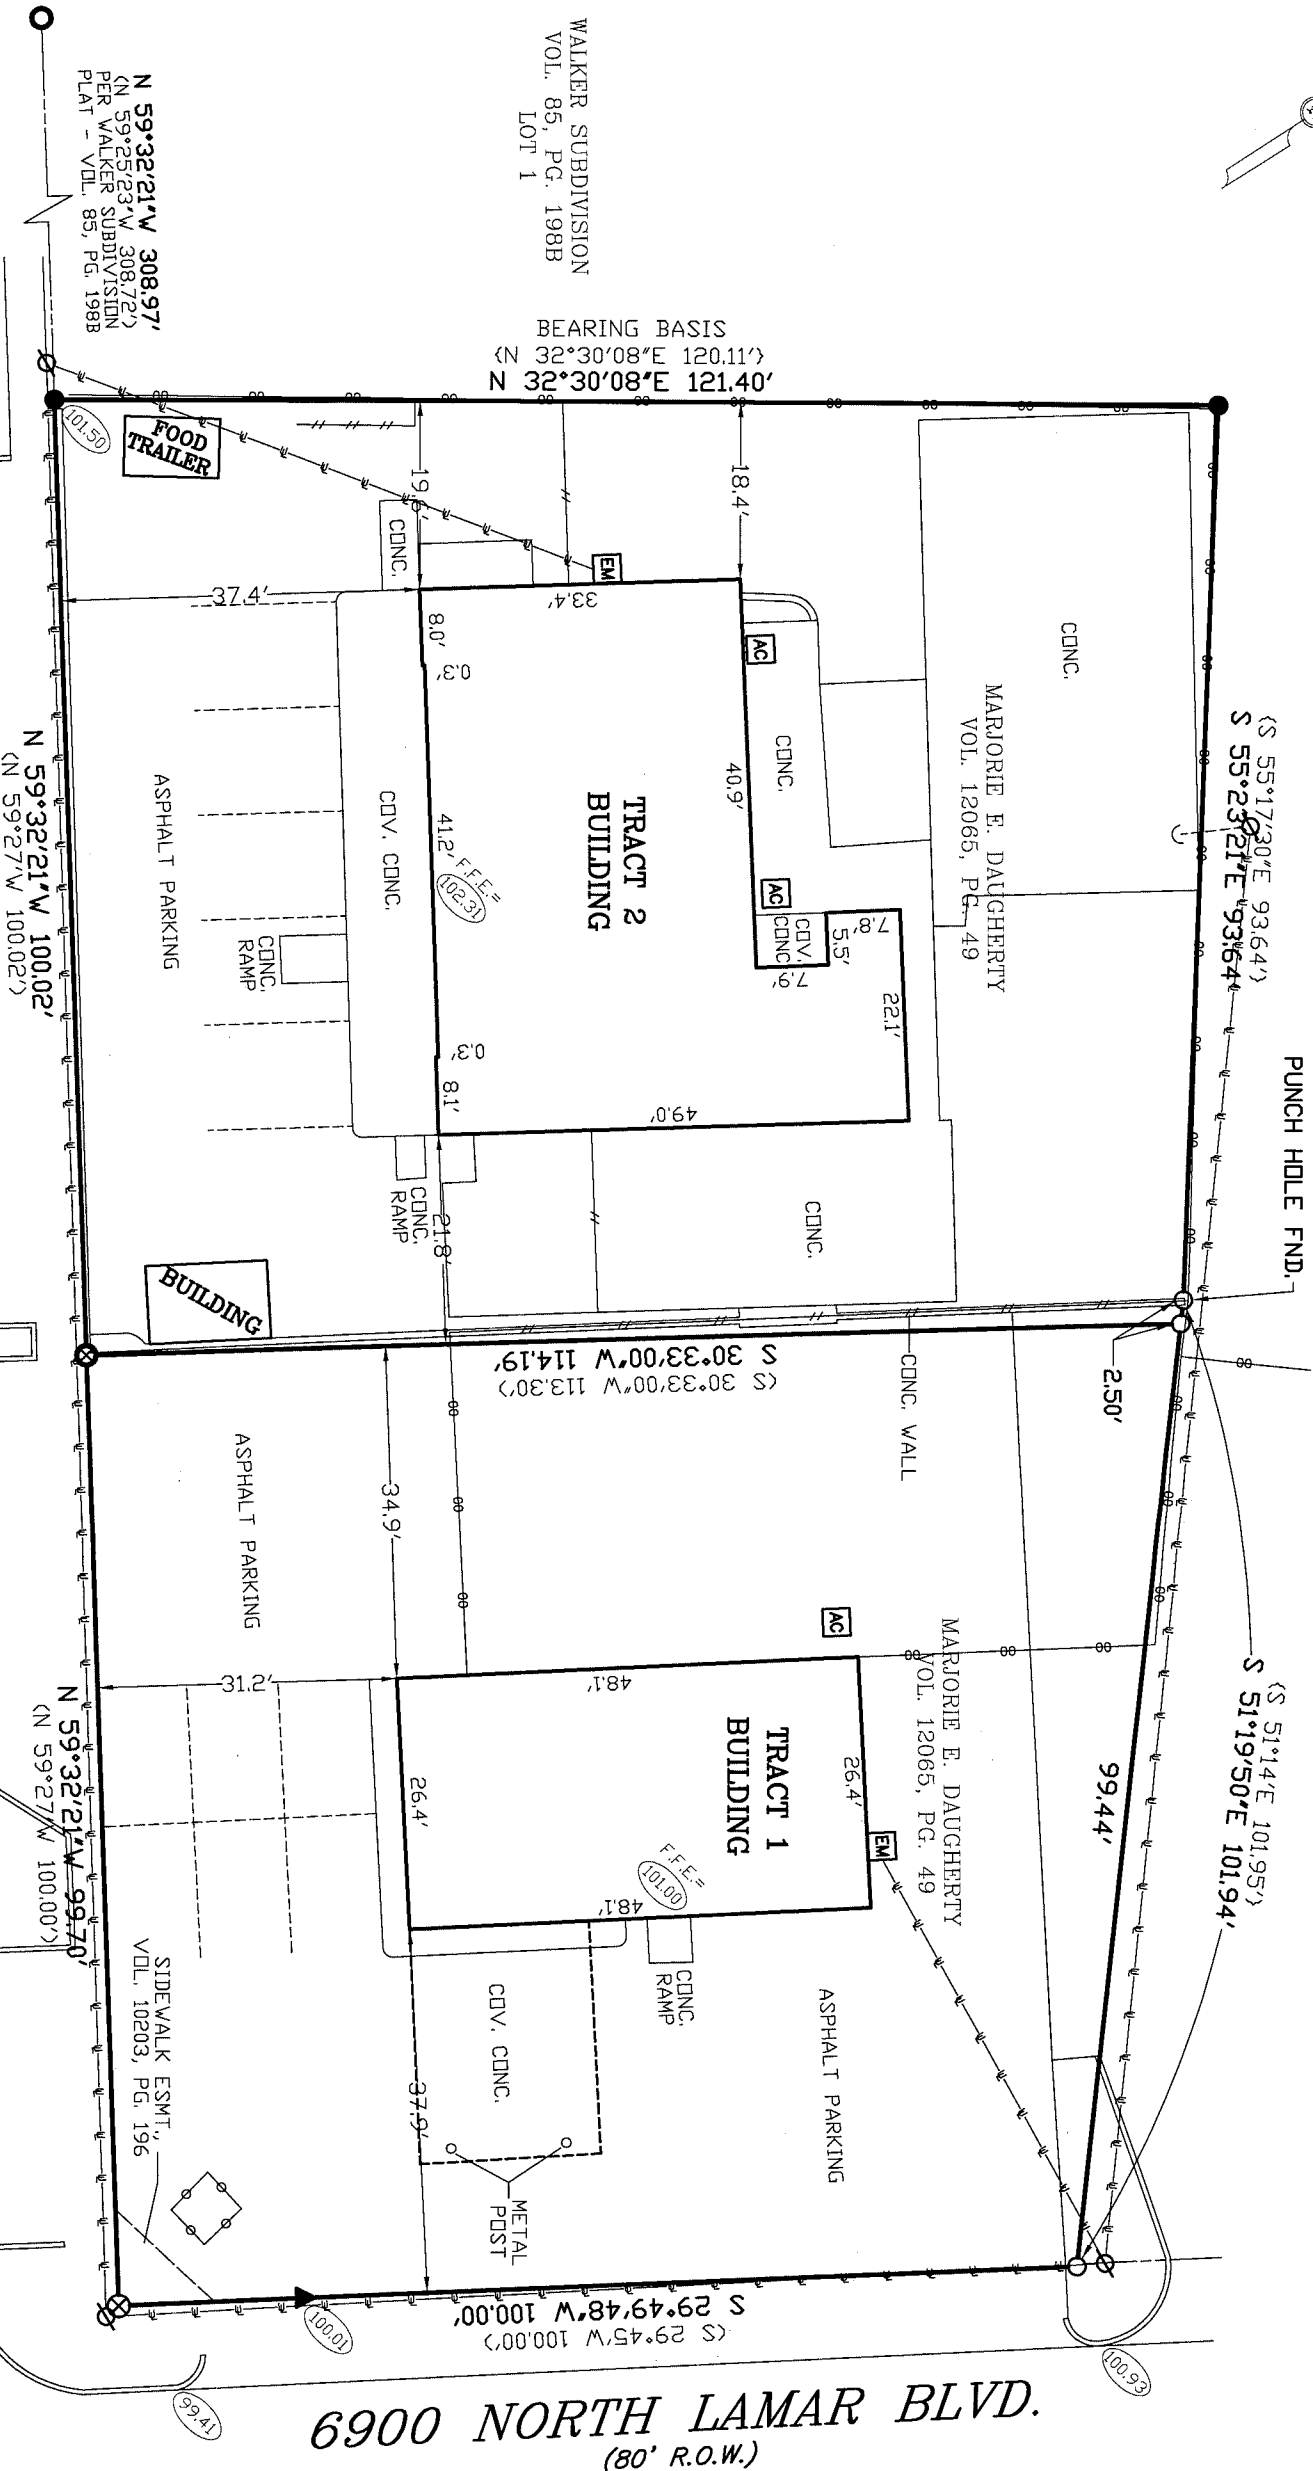 WALKER SUBDIVISION
VOL. 85, PG. 198B
LOT 1
N 59°32'21"W 308.97'
(N 59°25'23"W 308.72')
PER WALKER SUBDIVISION
PLAT - VOL. 85, PG. 198B
BEARING BASIS
(N 32°30'08"E 120.11')
N 32°30'08"E 121.40'
101.50
FOOD
TRAILER
18.4'
CONC.
EM
37.4'
33.4'
8.0'
0.3'
AC
CONC.
CONC.
MARJORIE E. DAUGHERTY
VOL. 12065, PG. 49
(S 55°17'30"E 93.64')
S 55°23'21"E 93.64'
40.9'
TRACT 2
BUILDING
41.2'
F.F.E.=
102.31
COV. CONC.
ASPHALT PARKING
N 59°32'21"W 100.02'
(N 59°27'W 100.02')
AC
COV.
CONC.
7.8'
5.5'
7.9'
22.1'
CONC.
RAMP
0.3'
8.1'
49.0'
CONC.
RAMP
21.8'
CONC.
PUNCH HOLE FND.
BUILDING
2.50'
S 30°33'00"W 114.19'
(S 30°33'00"W 113.30')
CONC. WALL
ASPHALT PARKING
34.9'
AC
31.2'
48.1'
MARJORIE E. DAUGHERTY
VOL. 12065, PG. 49
(S 51°14'E 101.95')
S 51°19'50"E 101.94'
99.44'
TRACT 1
BUILDING
26.4'
26.4'
EM
F.F.E.=
101.00
48.1'
N 59°32'21"W 99.70'
(N 59°27'W 100.00')
CONC.
RAMP
ASPHALT PARKING
COV. CONC.
37.9'
SIDEWALK ESMT.,
VOL. 10203, PG. 196
METAL
POST
S 29°49'48"W 100.00'
(S 29°45'W 100.00')
100.01
100.93
99.41
6900 NORTH LAMAR BLVD.
(80' R.O.W.)